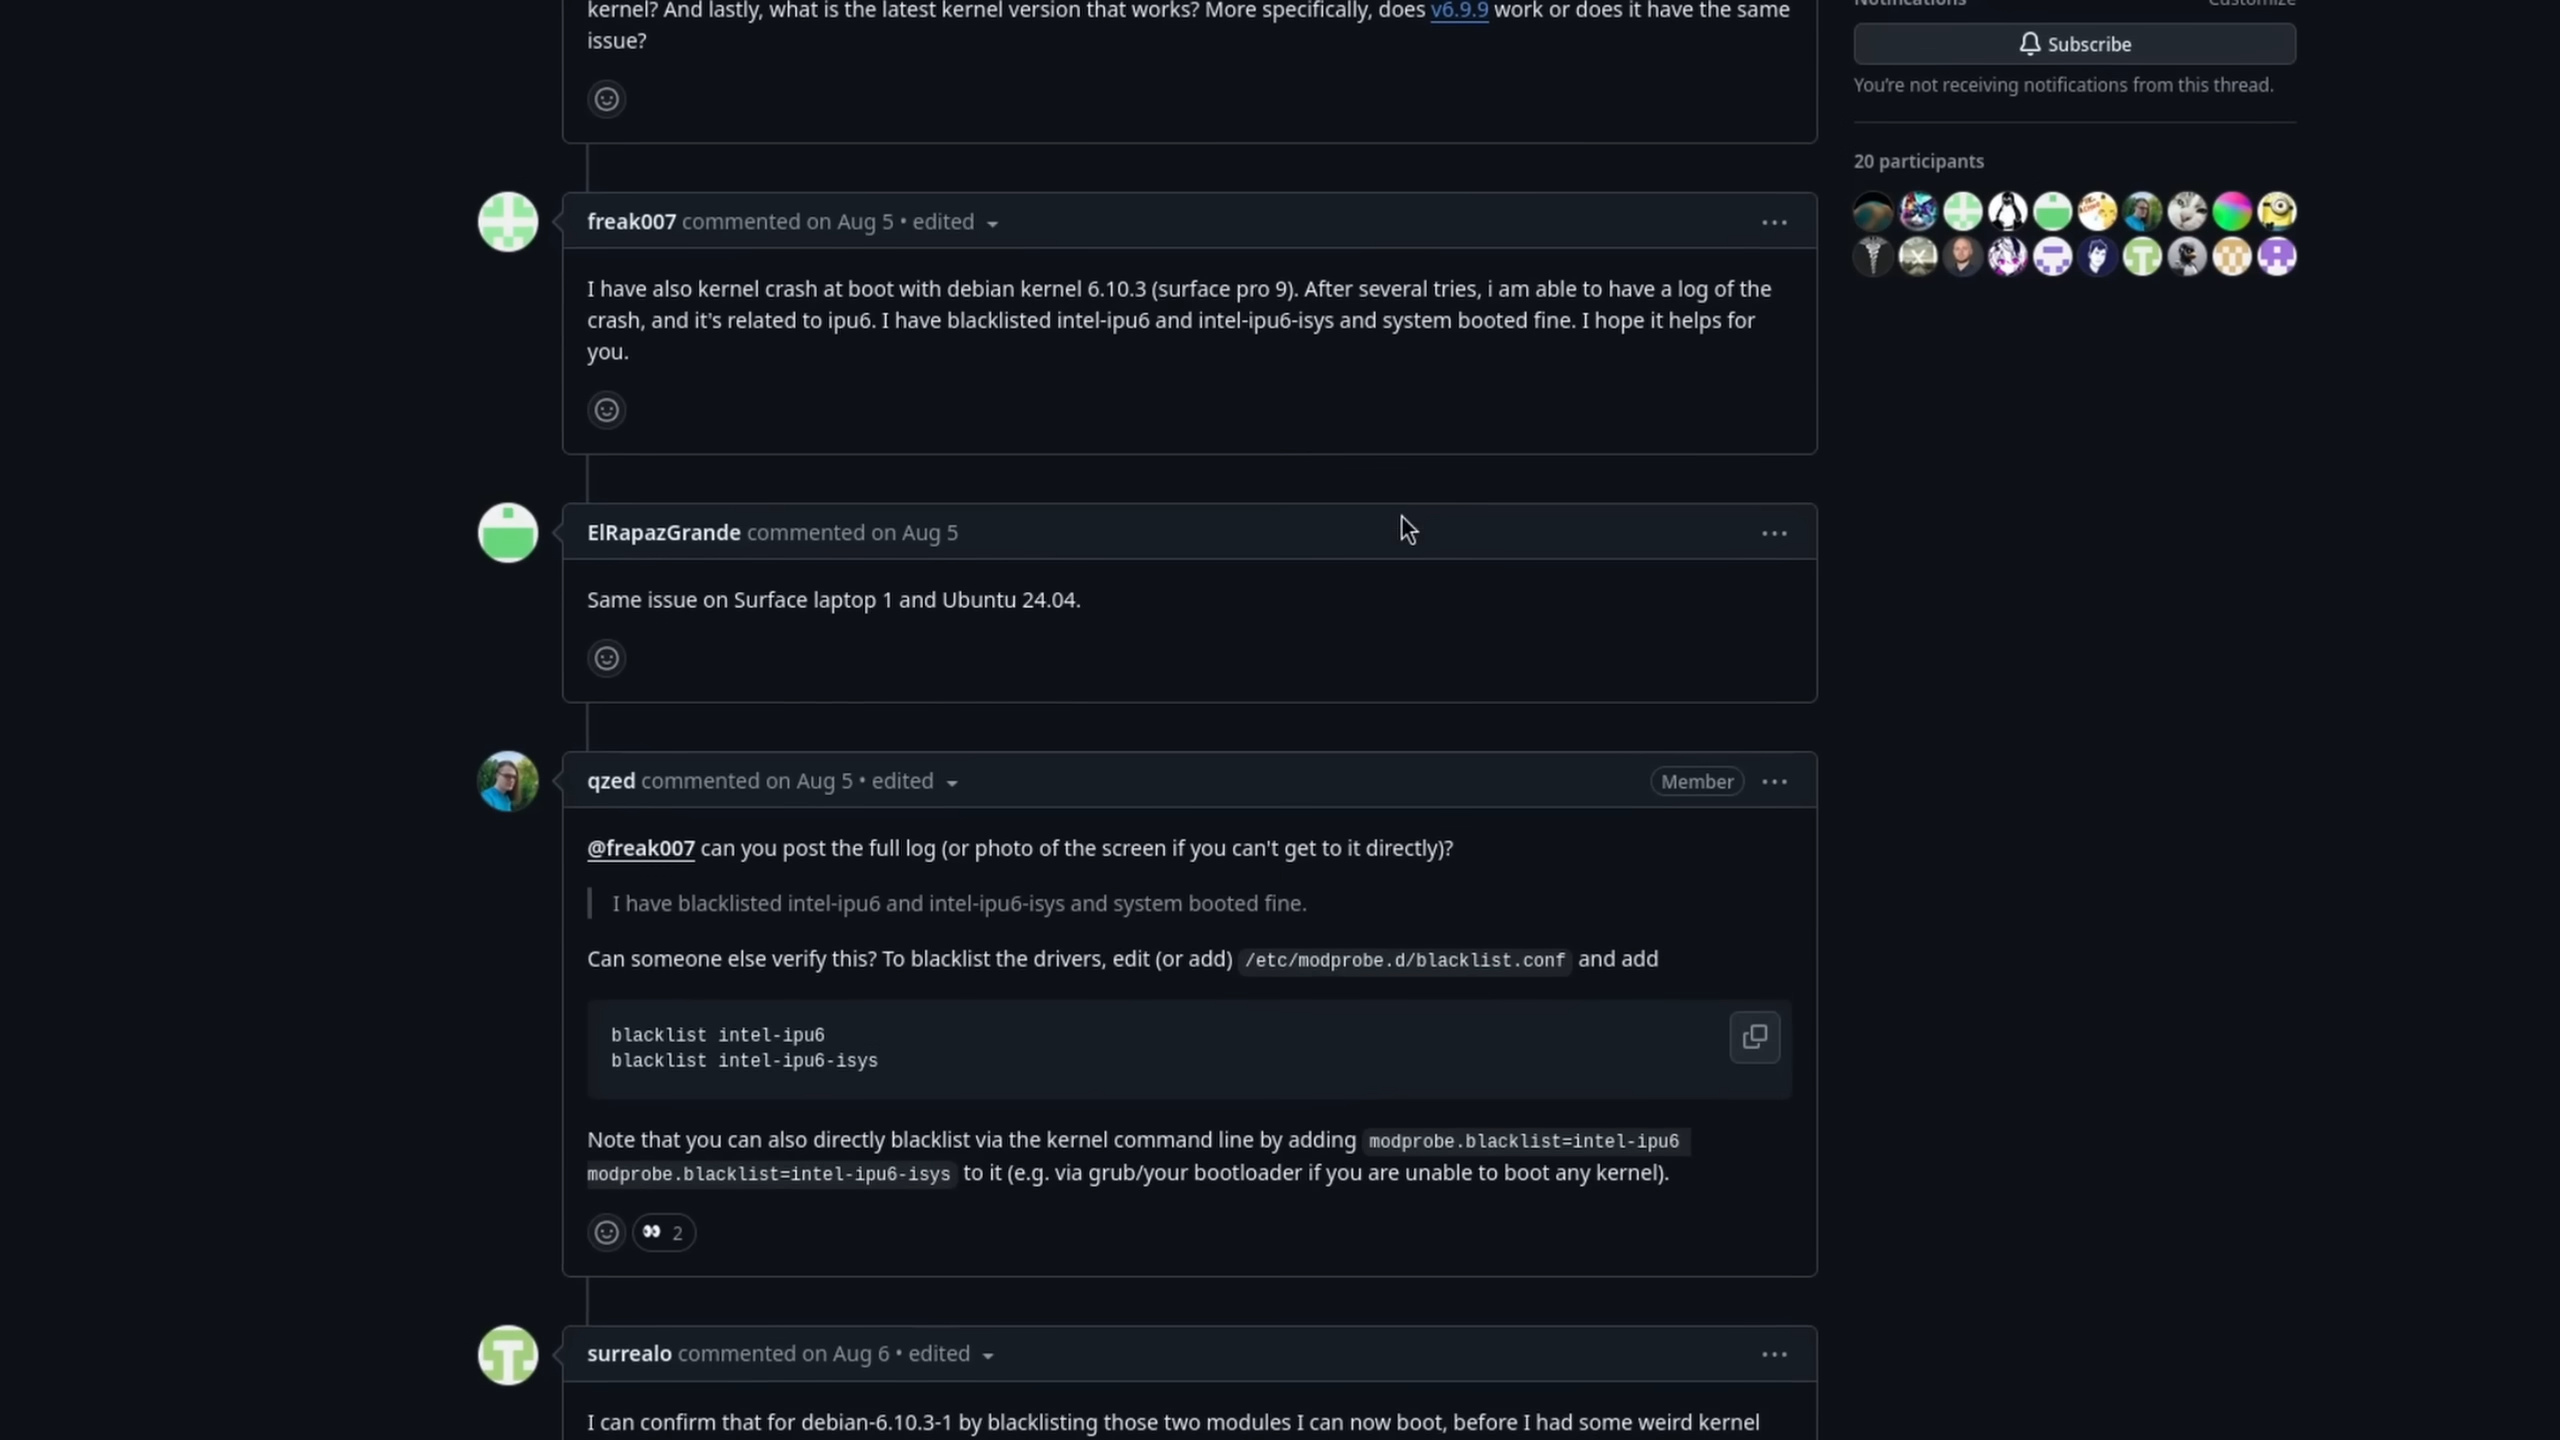 kernel? And lastly, what is the latest kernel version that works? More specifically, does v6.9.9 work or does it have the same
issue?
Notifications Customize
Subscribe
You're not receiving notifications from this thread.
20 participants
freak007 commented on Aug 5 • edited
I have also kernel crash at boot with debian kernel 6.10.3 (surface pro 9). After several tries, i am able to have a log of the
crash, and it's related to ipu6. I have blacklisted intel-ipu6 and intel-ipu6-isys and system booted fine. I hope it helps for
you.
ElRapazGrande commented on Aug 5
Same issue on Surface laptop 1 and Ubuntu 24.04.
qzed commented on Aug 5 • edited
Member
@freak007 can you post the full log (or photo of the screen if you can't get to it directly)?
I have blacklisted intel-ipu6 and intel-ipu6-isys and system booted fine.
Can someone else verify this? To blacklist the drivers, edit (or add) /etc/modprobe.d/blacklist.conf and add
blacklist intel-ipu6
blacklist intel-ipu6-isys
Note that you can also directly blacklist via the kernel command line by adding modprobe.blacklist=intel-ipu6
modprobe.blacklist=intel-ipu6-isys to it (e.g. via grub/your bootloader if you are unable to boot any kernel).
2
surrealo commented on Aug 6 • edited
I can confirm that for debian-6.10.3-1 by blacklisting those two modules I can now boot, before I had some weird kernel